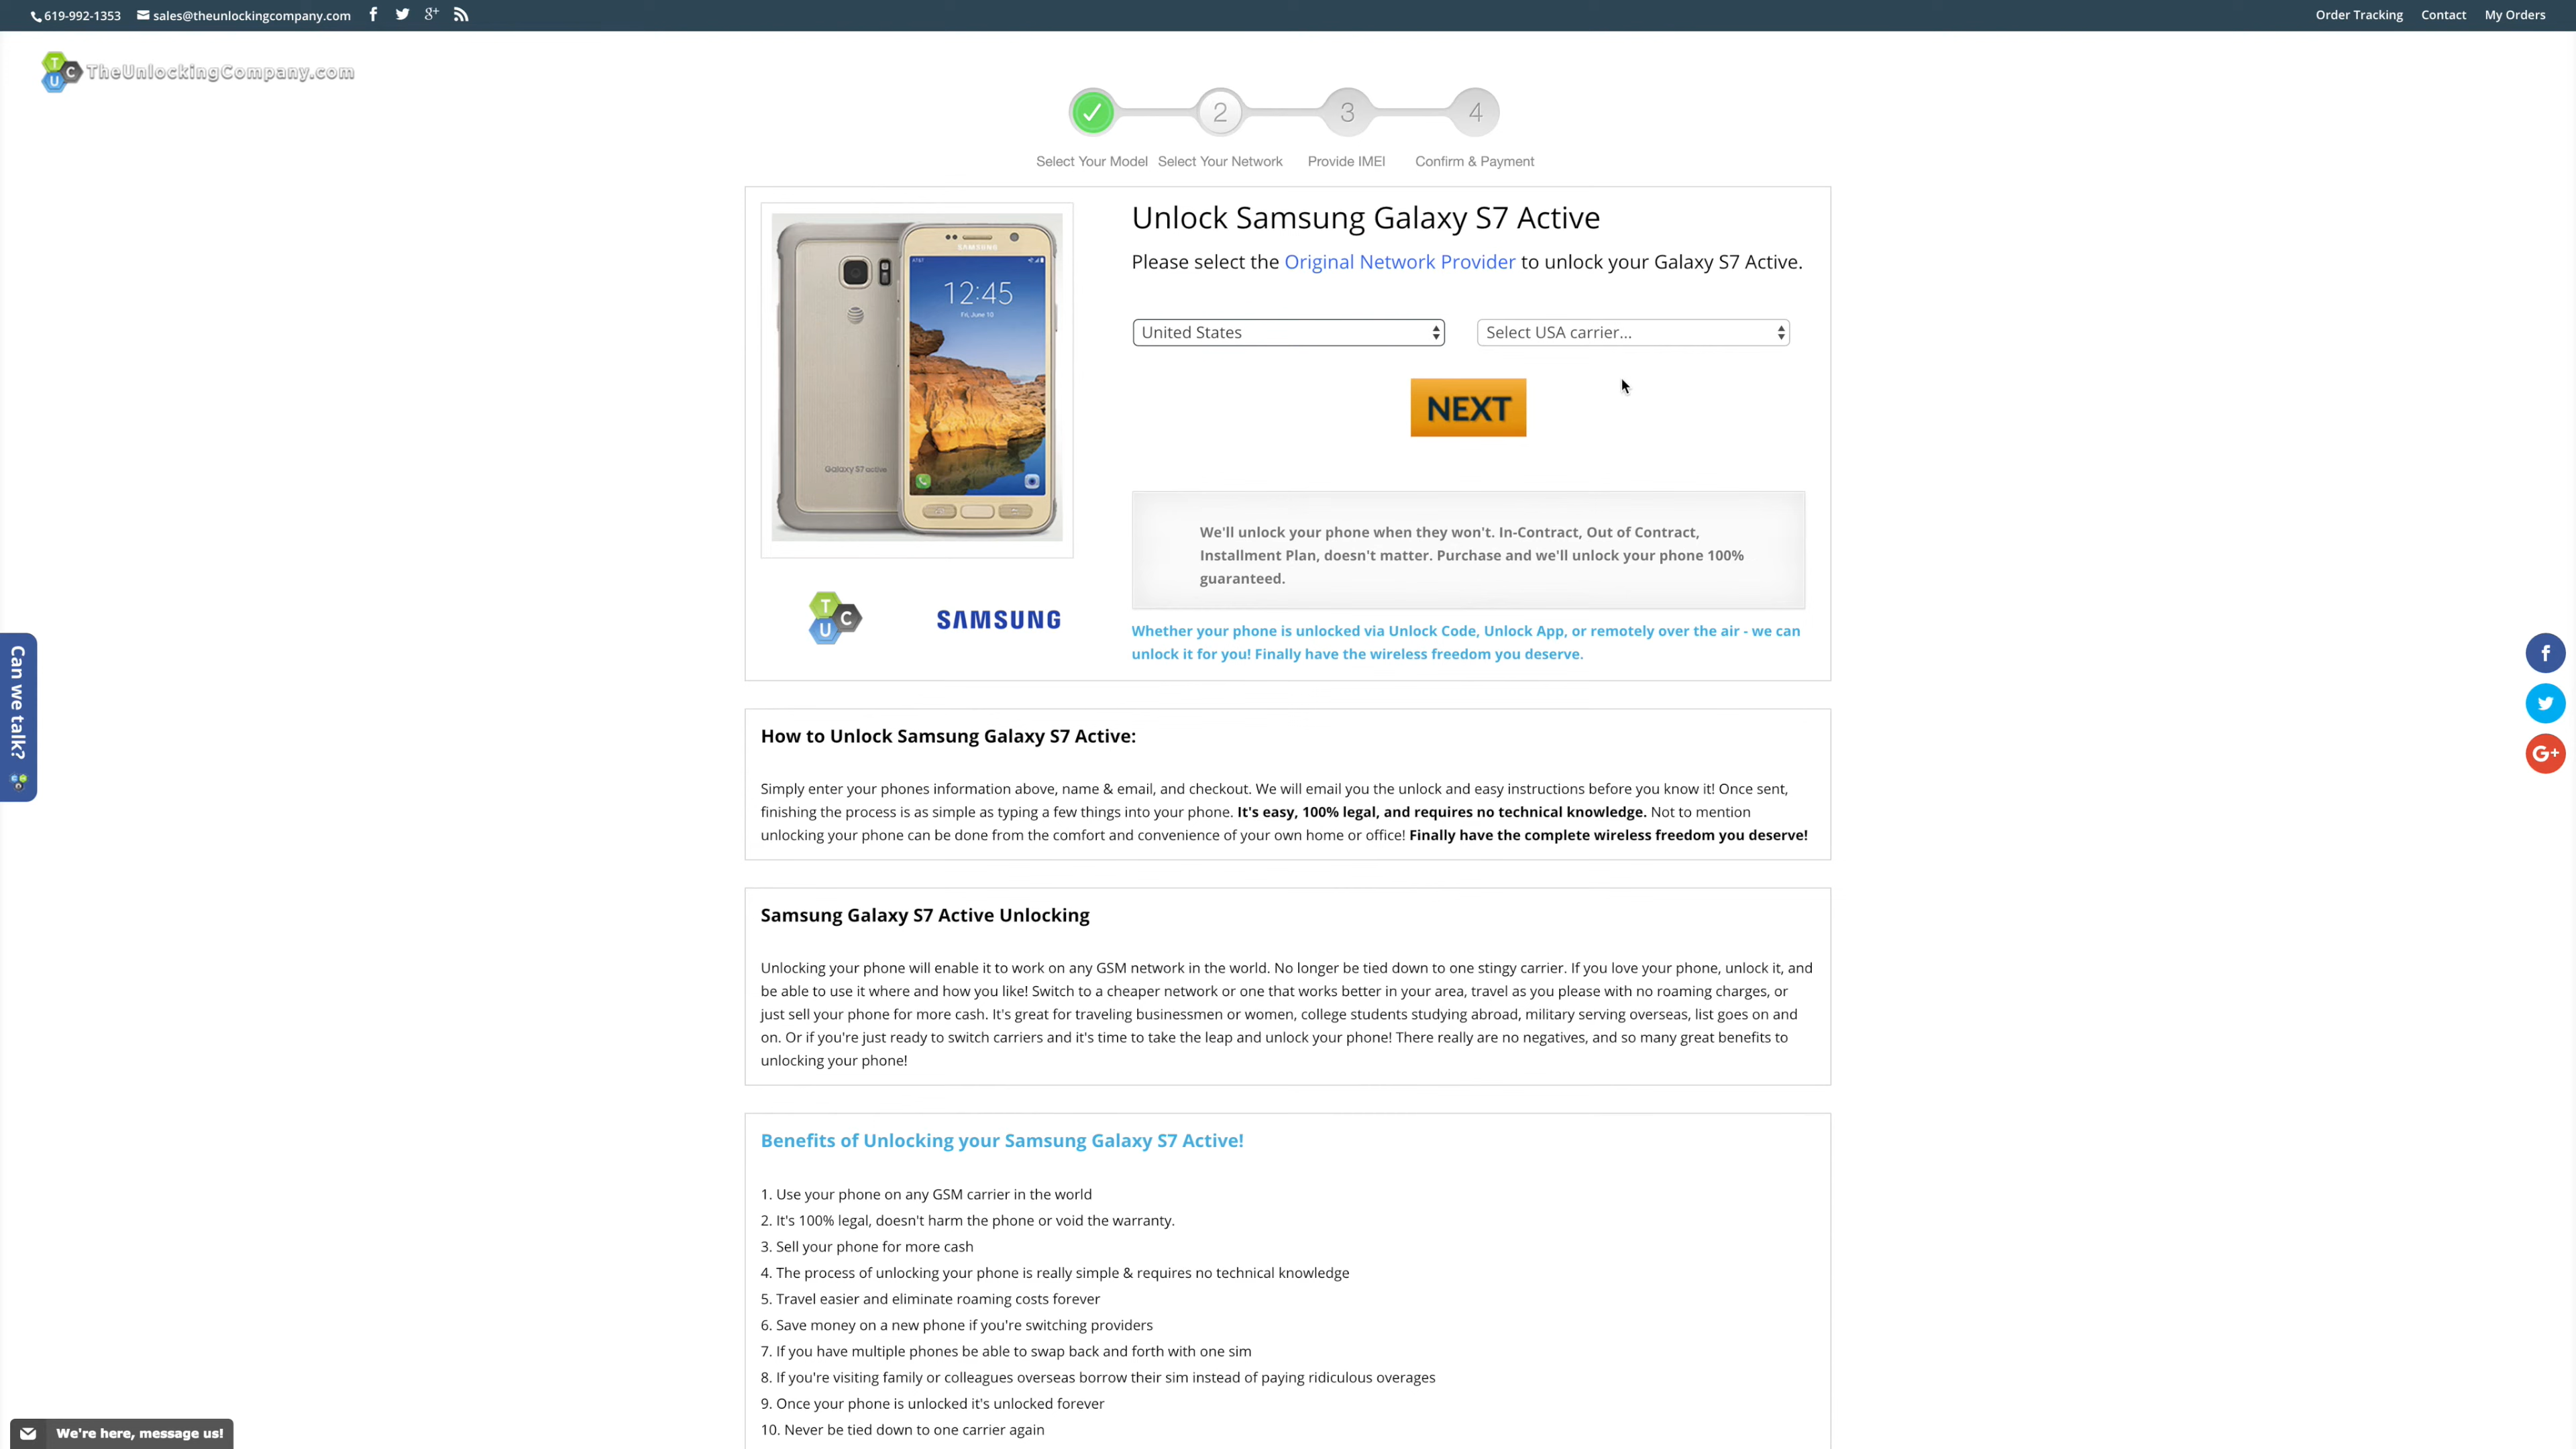 619-992-1353 sales@theunlockingcompany.com Order Tracking Contact My Orders
T U C TheUnlockingCompany.com
2 3 4
Select Your Model Select Your Network Provide IMEI Confirm & Payment
Unlock Samsung Galaxy S7 Active
Please select the Original Network Provider to unlock your Galaxy S7 Active.
SAMSUNG
AT&T
12:45
Fri, June 10
Galaxy S7 active
United States Select USA carrier...
NEXT
We'll unlock your phone when they won't. In-Contract, Out of Contract,
Installment Plan, doesn't matter. Purchase and we'll unlock your phone 100%
guaranteed.
T U C SAMSUNG
Whether your phone is unlocked via Unlock Code, Unlock App, or remotely over the air - we can
unlock it for you! Finally have the wireless freedom you deserve.
Can we talk?
How to Unlock Samsung Galaxy S7 Active:
Simply enter your phones information above, name & email, and checkout. We will email you the unlock and easy instructions before you know it! Once sent,
finishing the process is as simple as typing a few things into your phone. It's easy, 100% legal, and requires no technical knowledge. Not to mention
unlocking your phone can be done from the comfort and convenience of your own home or office! Finally have the complete wireless freedom you deserve!
Samsung Galaxy S7 Active Unlocking
Unlocking your phone will enable it to work on any GSM network in the world. No longer be tied down to one stingy carrier. If you love your phone, unlock it, and
be able to use it where and how you like! Switch to a cheaper network or one that works better in your area, travel as you please with no roaming charges, or
just sell your phone for more cash. It's great for traveling businessmen or women, college students studying abroad, military serving overseas, list goes on and
on. Or if you're just ready to switch carriers and it's time to take the leap and unlock your phone! There really are no negatives, and so many great benefits to
unlocking your phone!
Benefits of Unlocking your Samsung Galaxy S7 Active!
1. Use your phone on any GSM carrier in the world
2. It's 100% legal, doesn't harm the phone or void the warranty.
3. Sell your phone for more cash
4. The process of unlocking your phone is really simple & requires no technical knowledge
5. Travel easier and eliminate roaming costs forever
6. Save money on a new phone if you're switching providers
7. If you have multiple phones be able to swap back and forth with one sim
8. If you're visiting family or colleagues overseas borrow their sim instead of paying ridiculous overages
9. Once your phone is unlocked it's unlocked forever
10. Never be tied down to one carrier again
We're here, message us!